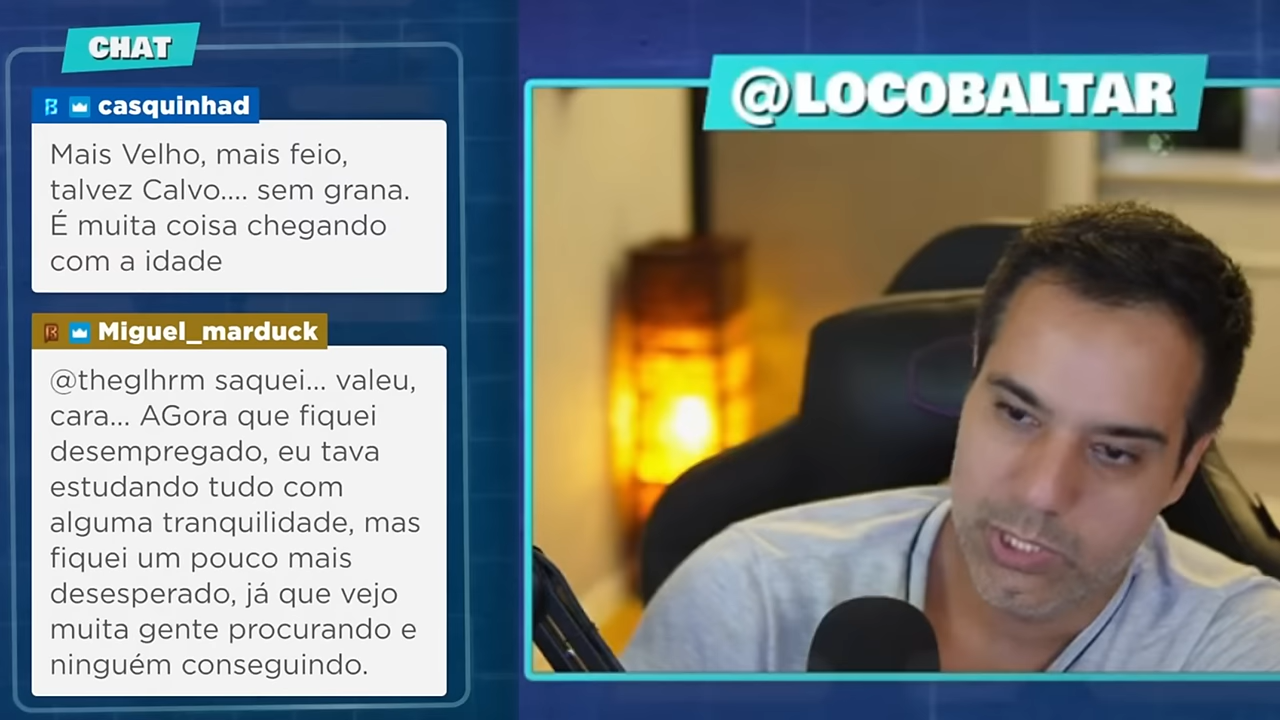 CHAT
casquinhad
Mais Velho, mais feio,
talvez Calvo.... sem grana.
É muita coisa chegando
com a idade
Miguel_marduck
@theglhrm saquei... valeu,
cara... AGora que fiquei
desempregado, eu tava
estudando tudo com
alguma tranquilidade, mas
fiquei um pouco mais
desesperado, já que vejo
muita gente procurando e
ninguém conseguindo.
@LOCOBALTAR